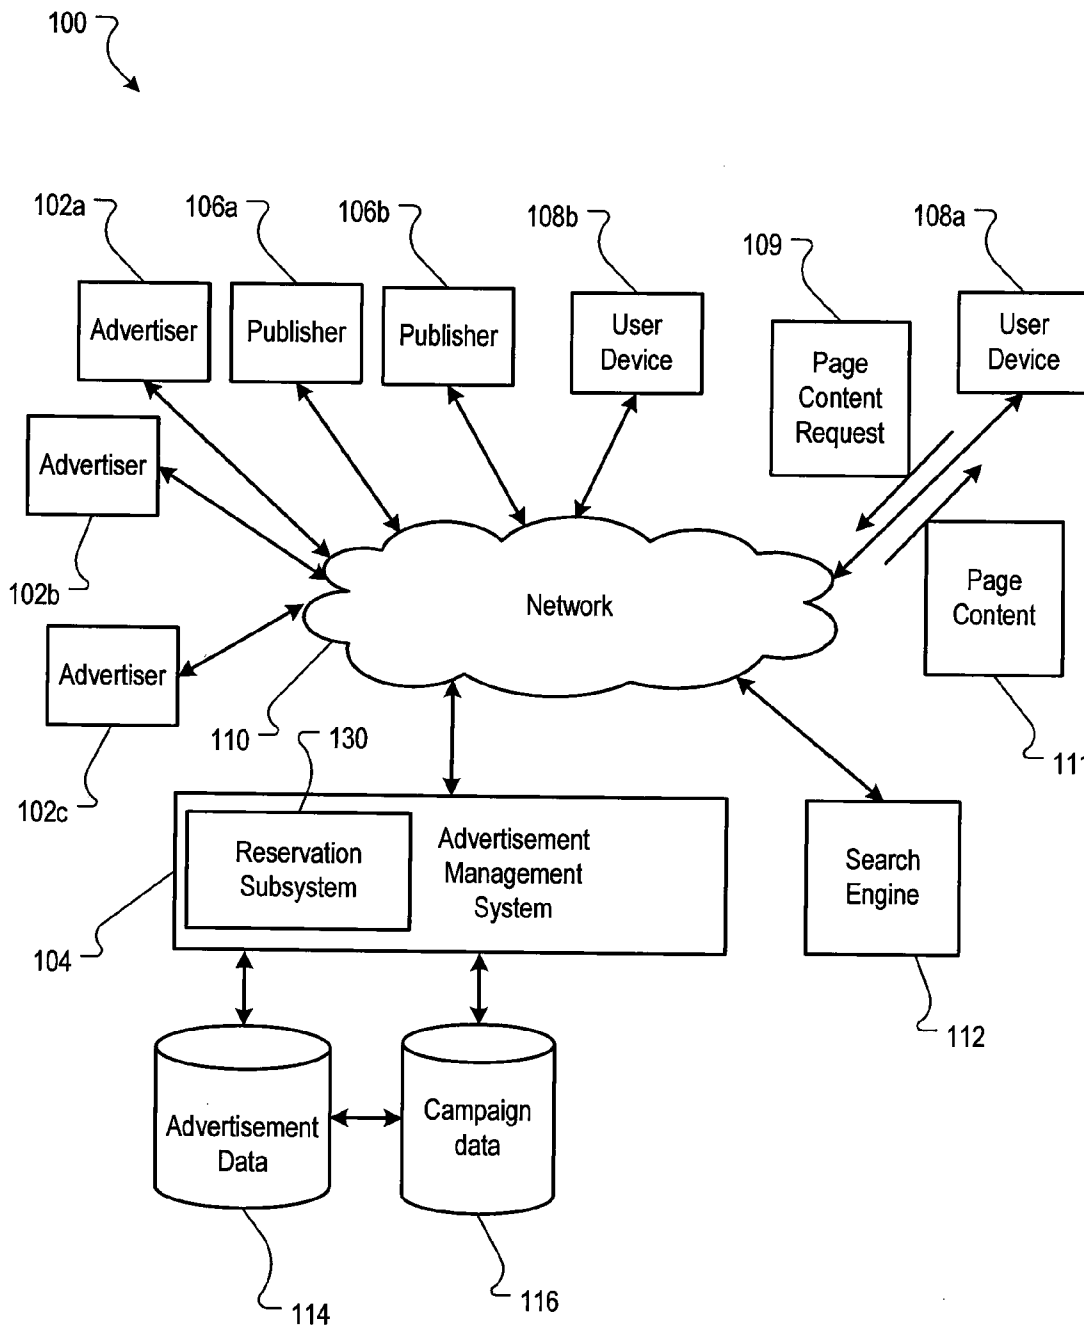 100
102a
106a
106b
108b
109
108a
Advertiser
Publisher
Publisher
User
Device
Page
Content
Request
User
Device
Advertiser
102b
Network
Page
Content
Advertiser
102c
110
130
111
Reservation
Subsystem
Advertisement
Management
System
Search
Engine
104
112
Advertisement
Data
Campaign
data
114
116